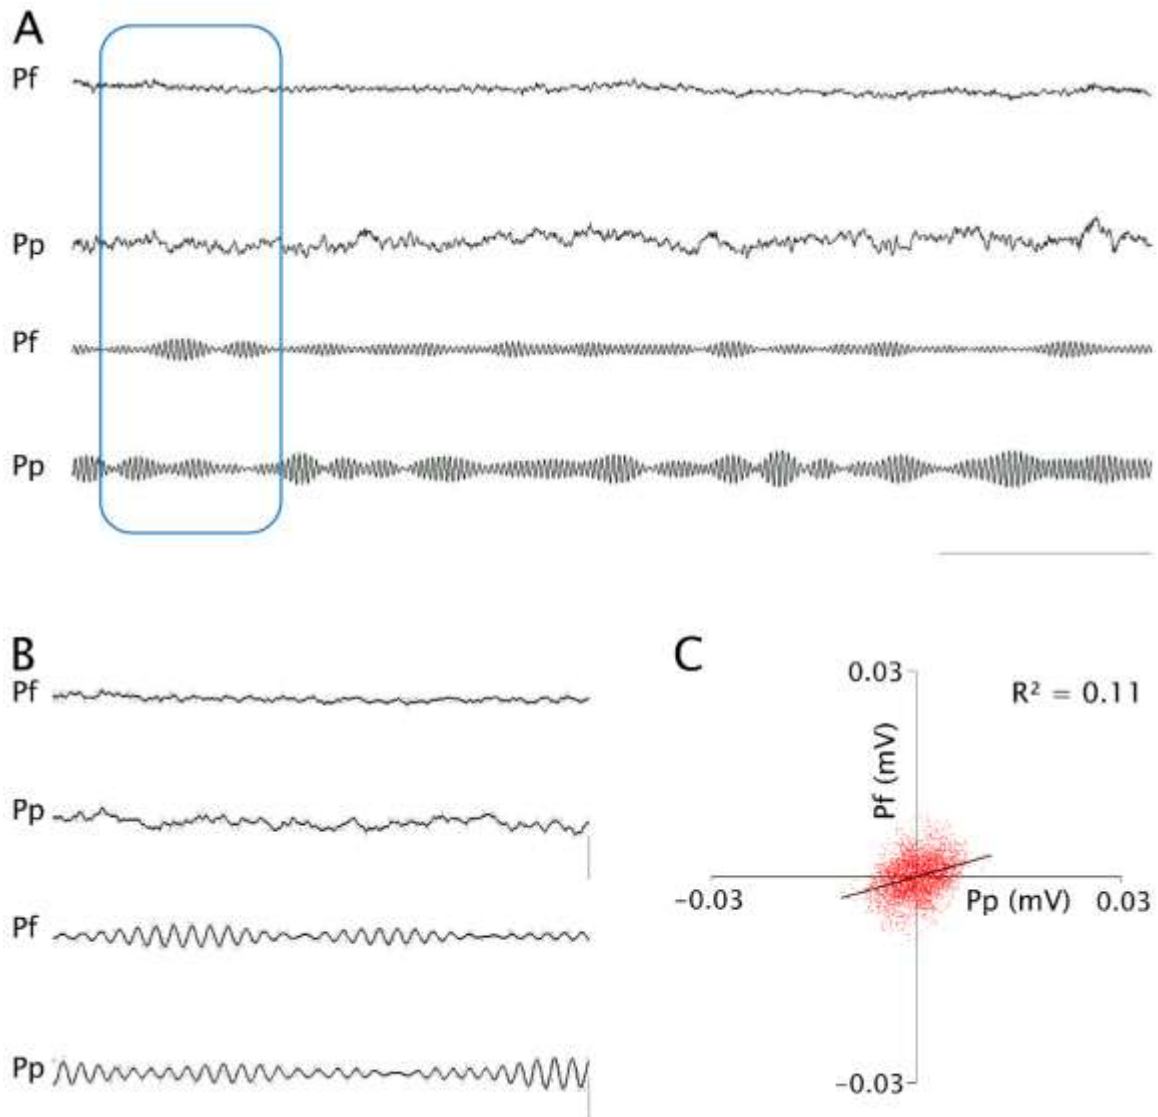 A
Pf
Pp
Pf
Pp
B
Pf
Pp
Pf
Pp
C
0.03
R² = 0.11
Pf (mV)
-0.03
Pp (mV)
0.03
-0.03